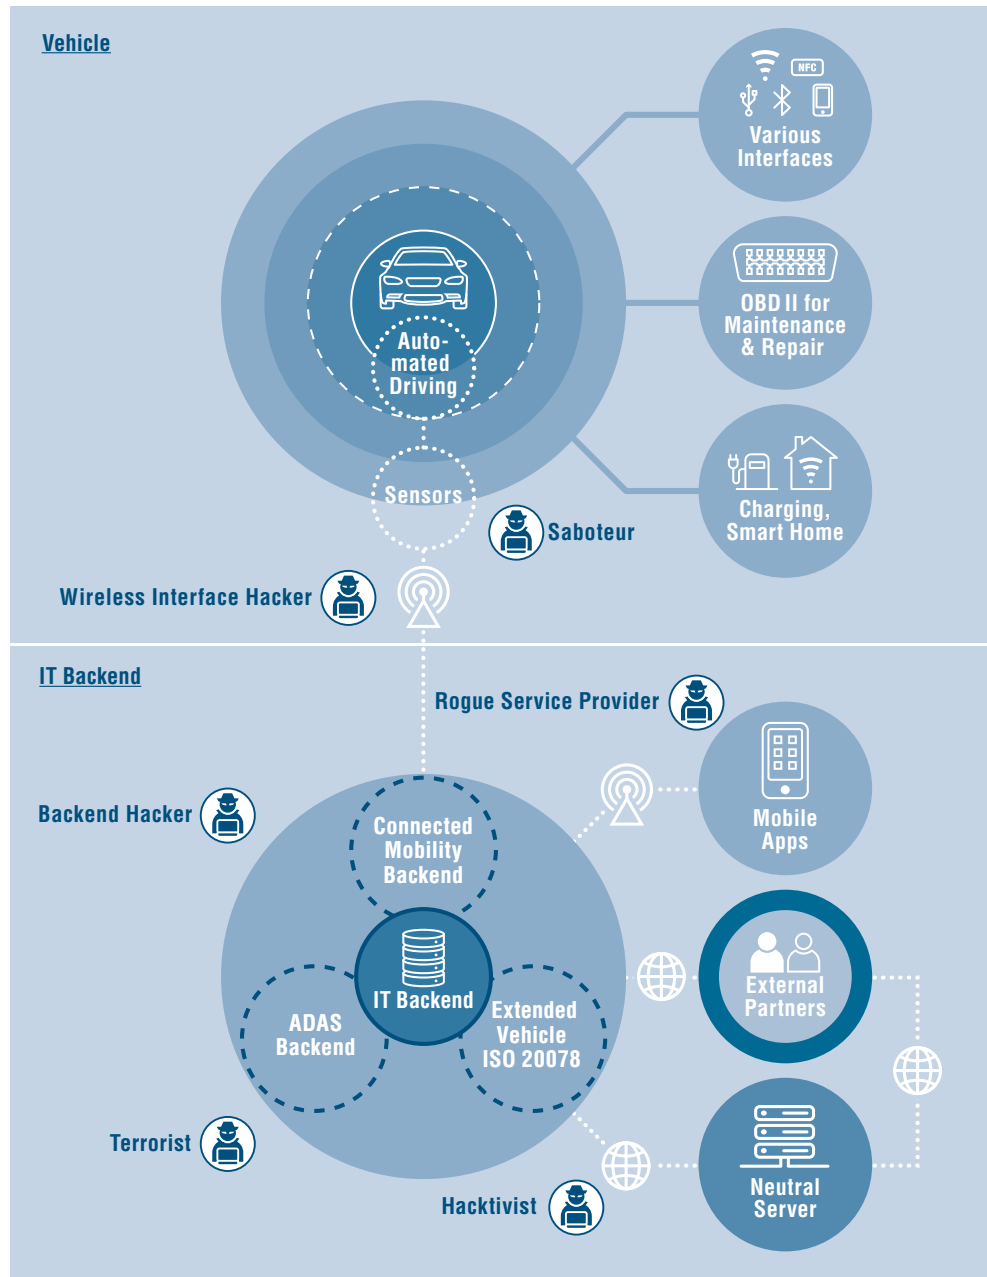 Vehicle
NFC
Various
Interfaces
Auto-
mated
Driving
OBD II for
Maintenance
& Repair
Sensors
Charging,
Smart Home
Saboteur
Wireless Interface Hacker
IT Backend
Rogue Service Provider
Mobile
Apps
Backend Hacker
Connected
Mobility
Backend
IT Backend
External
Partners
ADAS
Backend
Extended
Vehicle
ISO 20078
Terrorist
Hacktivist
Neutral
Server